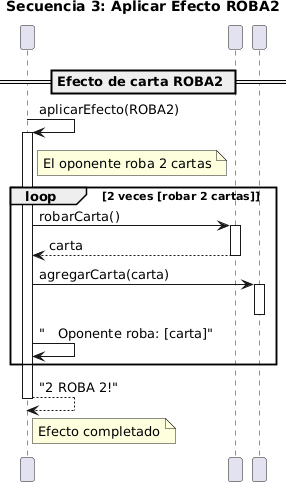 Secuencia 3: Aplicar Efecto ROBA2
Efecto de carta ROBA2
aplicarEfecto(ROBA2)
El oponente roba 2 cartas
loop [2 veces [robar 2 cartas]]
robarCarta()
carta
agregarCarta(carta)
"   Oponente roba: [carta]"
"2 ROBA 2!"
Efecto completado